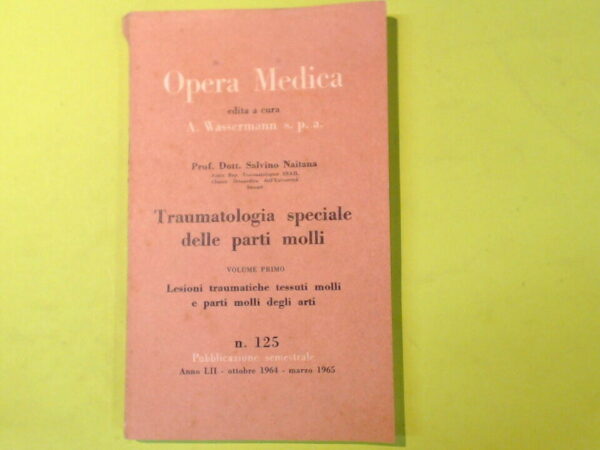 Opera Medica
edita a cura
A. Wassermann s. p. a.
Prof. Dott. Salvino Naitana
Traumatologia speciale
delle parti molli
VOLUME PRIMO
Lesioni traumatiche tessuti molli
e parti molli degli arti
n. 125
Pubblicazione semestrale
Anno LII - ottobre 1964 - marzo 1965